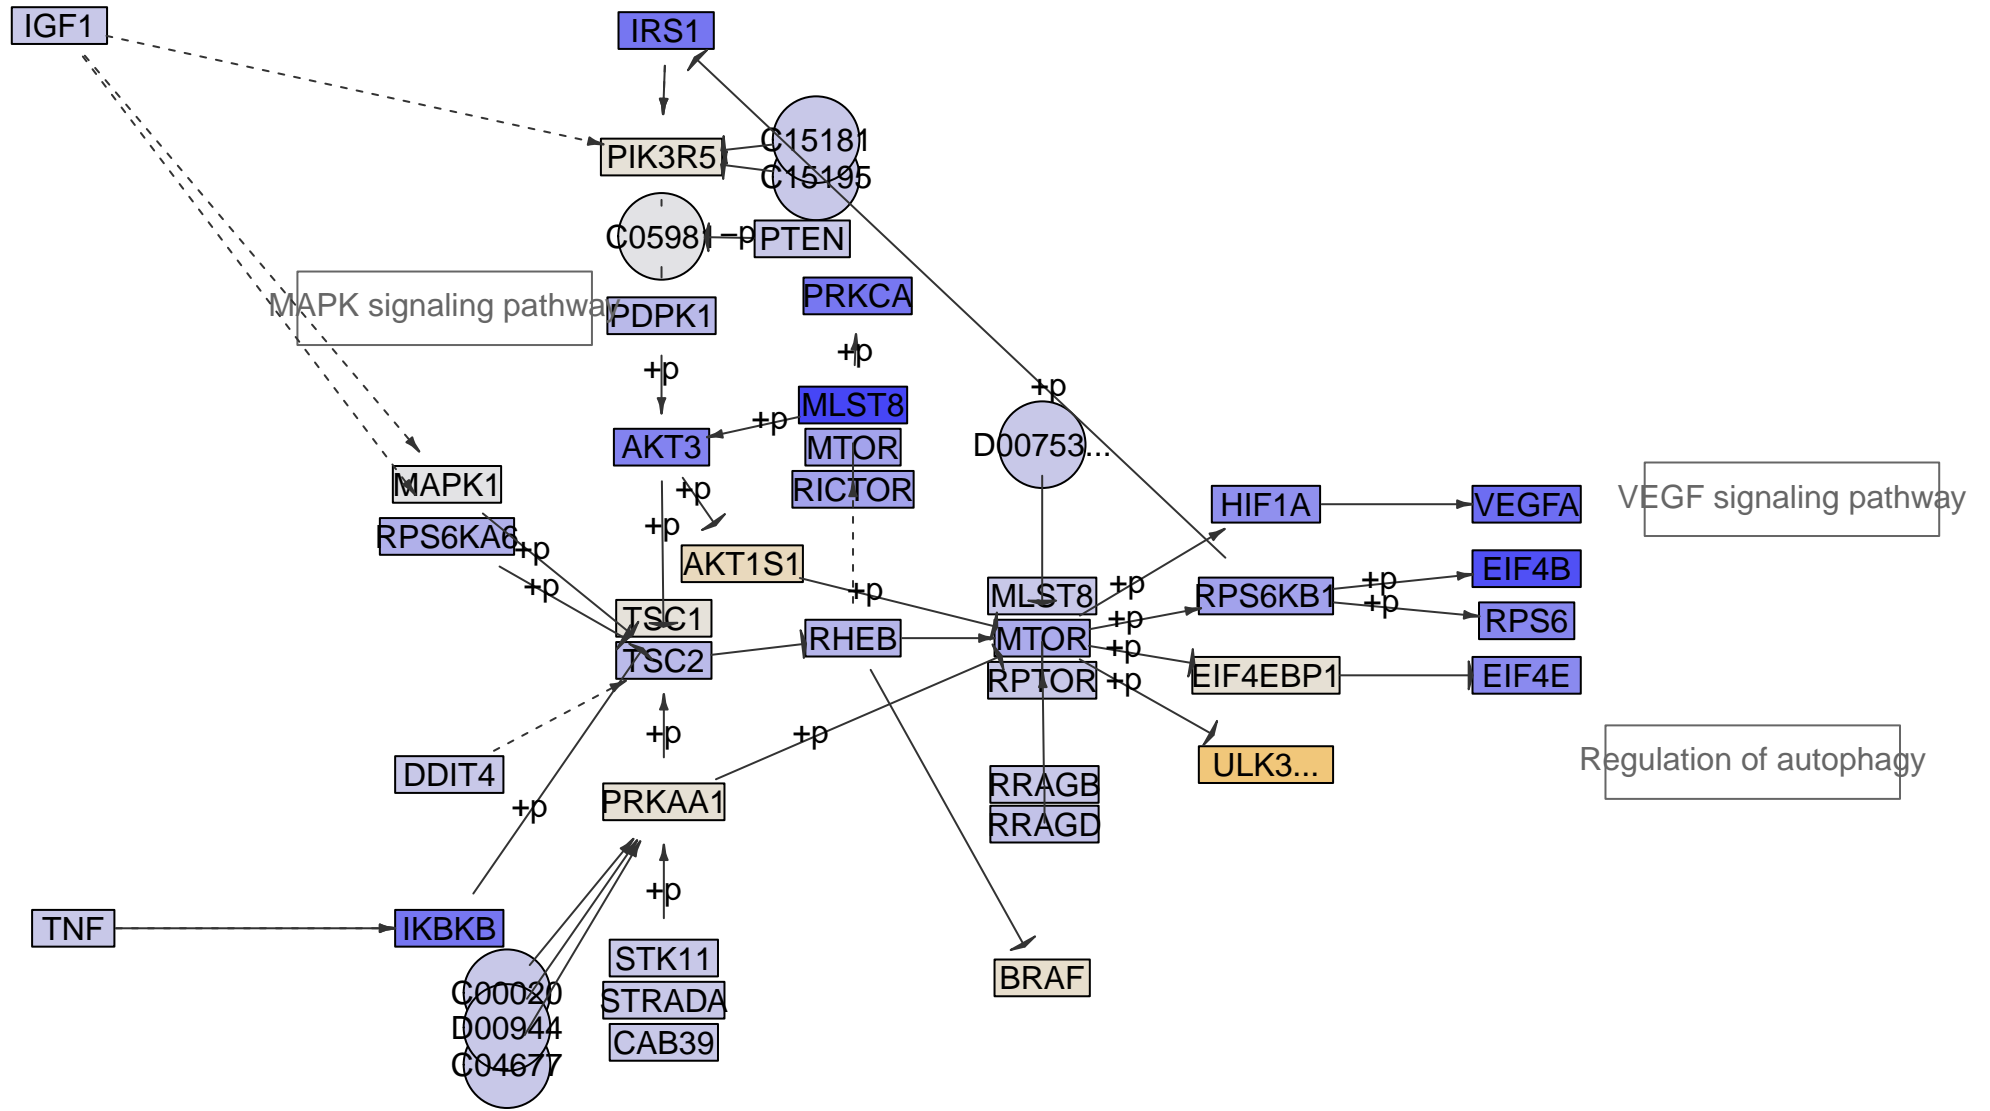 IGF1
IRS1
C15181
PIK3R5
C15195
C0598
−p
PTEN
PRKCA
MAPK signaling pathway
PDPK1
+p
+p
+p
MLST8
+p
AKT3
MTOR
D00753...
MAPK1
+p
RICTOR
HIF1A
VEGFA
VEGF signaling pathway
RPS6KA6
+p
+p
AKT1S1
EIF4B
+p
+p
+p
+p
MLST8
RPS6KB1
+p
TSC1
+p
RPS6
RHEB
MTOR
+p
TSC2
RPTOR
+p
EIF4EBP1
EIF4E
+p
+p
Regulation of autophagy
DDIT4
ULK3...
RRAGB
PRKAA1
+p
RRAGD
+p
TNF
IKBKB
STK11
BRAF
C00020
STRADA
D00944
CAB39
C04677